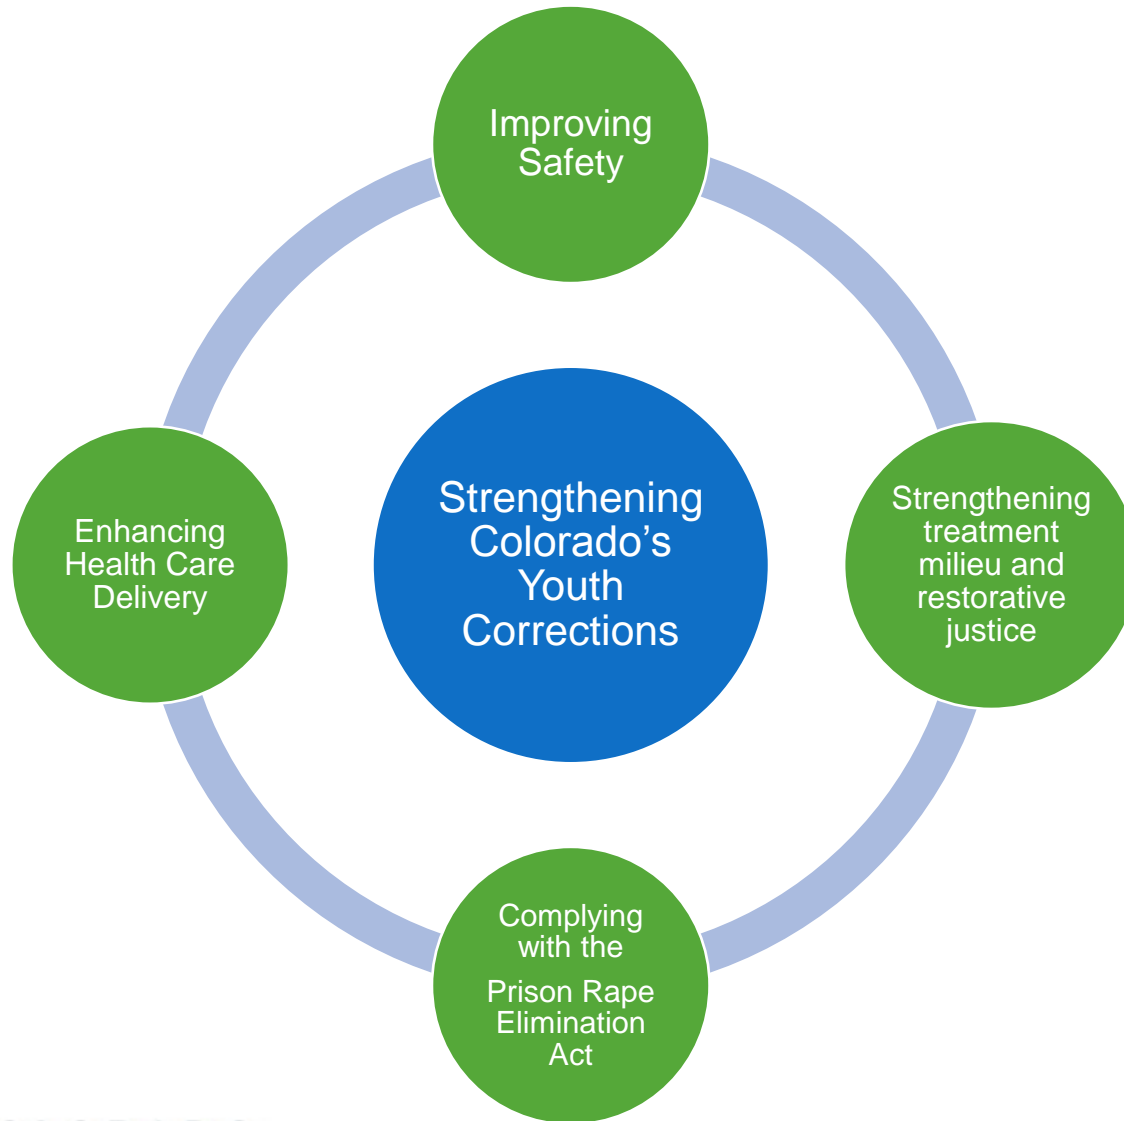 Improving
Safety
Strengthening
treatment
milieu and
restorative
justice
Enhancing
Health Care
Delivery
Strengthening
Colorado’s
Youth
Corrections
Complying
with the
Prison Rape
Elimination
Act